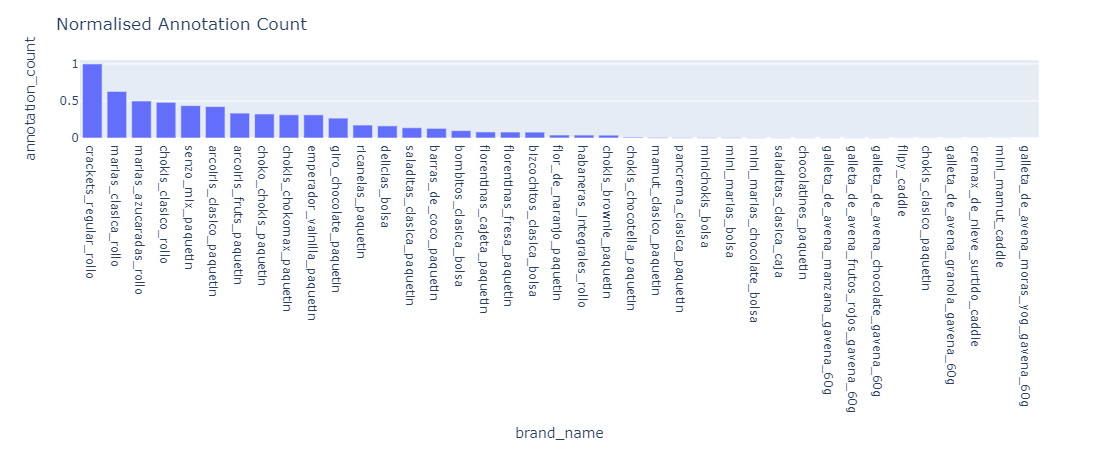 Normalised Annotation Count
annotation_count
1
0.5
0
crackets_regular_rollo
marias_clasica_rollo
marias_azucaradas_rollo
chokis_clasico_rollo
senzo_mix_paquetin
arcoiris_clasico_paquetin
arcoiris_fruts_paquetin
choko_chokis_paquetin
chokis_chokomax_paquetin
emperador_vainilla_paquetin
giro_chocolate_paquetin
ricanelas_paquetin
delicias_bolsa
saladitas_clasica_paquetin
barras_de_coco_paquetin
bombitos_clasica_bolsa
florentinas_cajeta_paquetin
florentinas_fresa_paquetin
bizcochitos_clasica_bolsa
flor_de_naranjo_paquetin
habaneras_integrales_rollo
chokis_brownie_paquetin
chokis_chocotella_paquetin
mamut_clasico_paquetin
pancrema_clasica_paquetin
minichokis_bolsa
mini_marias_bolsa
mini_marias_chocolate_bolsa
saladitas_clasica_caja
chocolatines_paquetin
galleta_de_avena_manzana_gavena_60g
galleta_de_avena_frutos_rojos_gavena_60g
galleta_de_avena_chocolate_gavena_60g
flipy_caddie
chokis_clasico_paquetin
galleta_de_avena_granola_gavena_60g
cremax_de_nieve_surtido_caddie
mini_mamut_caddie
galleta_de_avena_moras_yog_gavena_60g
brand_name